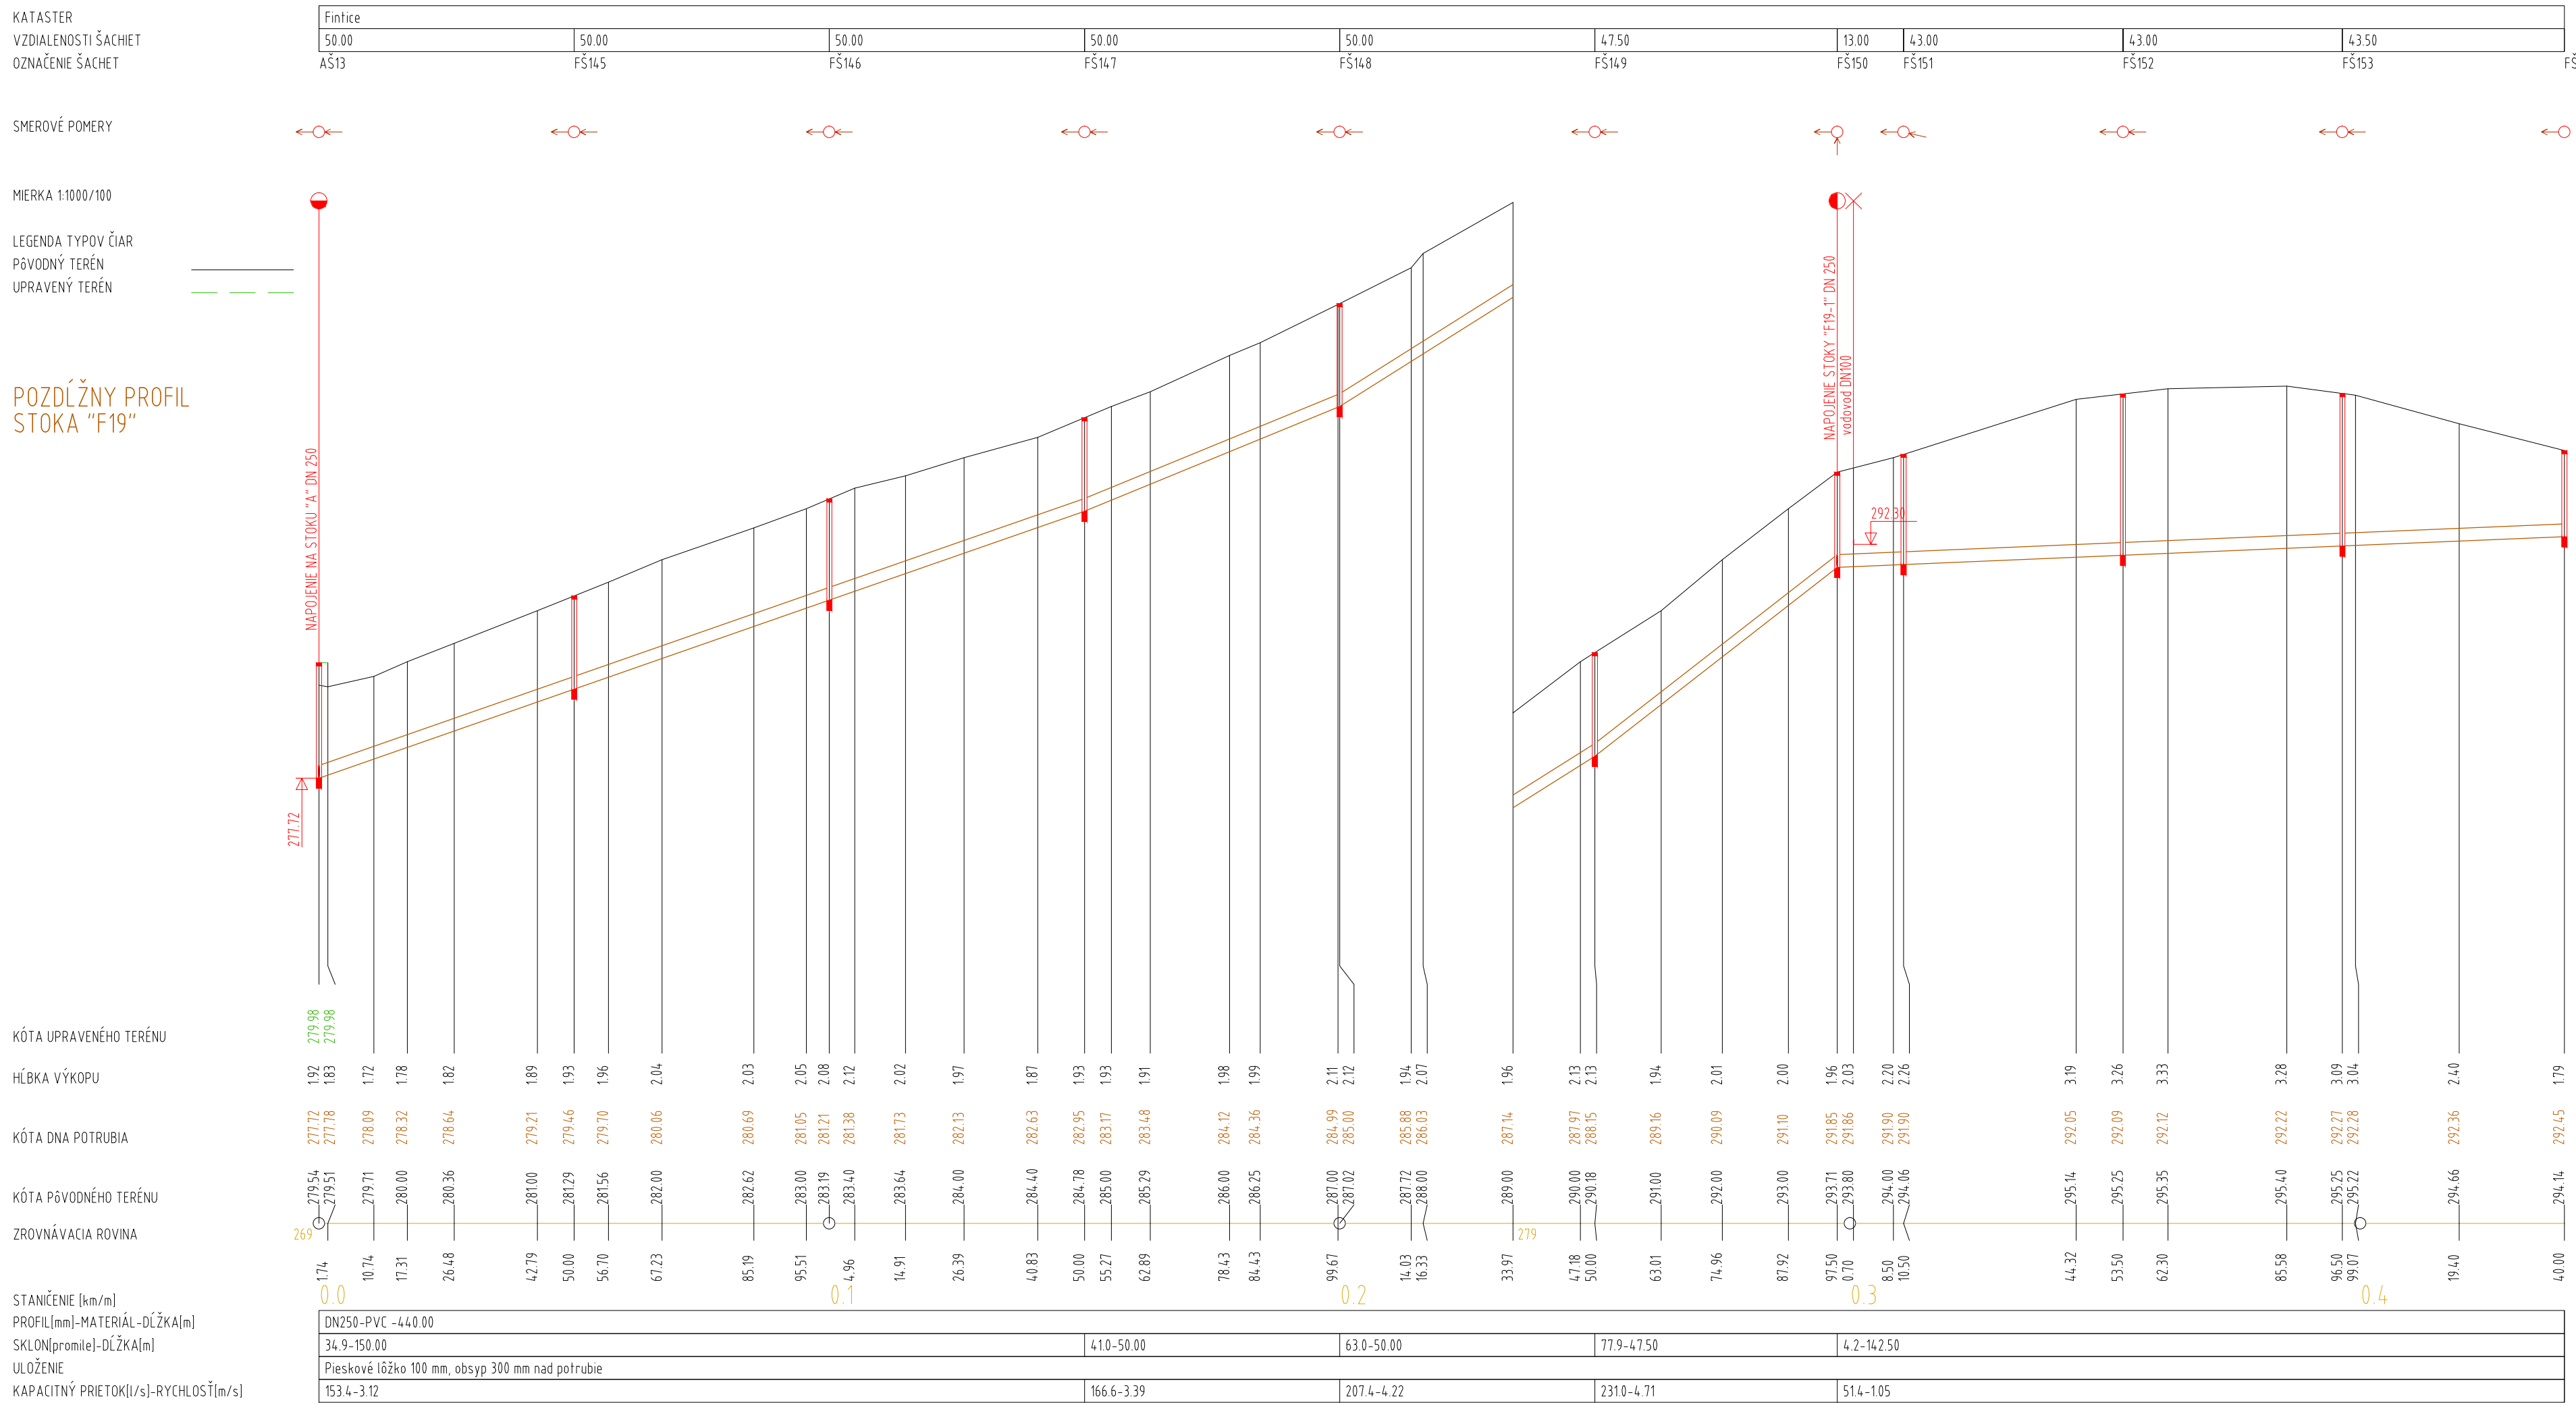 KATASTER Fintice
VZDIALENOSTI ŠACHIET 50.00 50.00 50.00 50.00 50.00 47.50 13.00 43.00 43.00 43.50
OZNAČENIE ŠACHET AŠ13 FŠ145 FŠ146 FŠ147 FŠ148 FŠ149 FŠ150 FŠ151 FŠ152 FŠ153
SMEROVÉ POMERY
MIERKA 1:1000/100
LEGENDA TYPOV ČIAR
PôVODNÝ TERÉN
UPRAVENÝ TERÉN
POZDĹŽNY PROFIL
STOKA "F19"
NAPOJENIE NA STOKU "A" DN 250
277.72
NAPOJENIE STOKY "F19-1" DN 250
vodovod DN100
292.30
KÓTA UPRAVENÉHO TERÉNU 279.98 279.98
HĹBKA VÝKOPU 1.92 1.83 1.72 1.78 1.82 1.89 1.93 1.96 2.04 2.03 2.05 2.08 2.12 2.02 1.97 1.87 1.93 1.93 1.91 1.98 1.99 2.11 2.12 1.94 2.07 1.96 2.13 2.13 1.94 2.01 2.00 1.96 2.03 2.20 2.26 3.19 3.26 3.33 3.28 3.09 3.04 2.40 1.79
KÓTA DNA POTRUBIA 277.72 277.78 278.09 278.32 278.64 279.21 279.46 279.70 280.06 280.69 281.05 281.21 281.38 281.73 282.13 282.63 282.95 283.17 283.48 284.12 284.36 284.99 285.00 285.88 286.03 287.14 287.97 288.15 289.16 290.09 291.10 291.85 291.86 291.90 291.90 292.05 292.09 292.12 292.22 292.27 292.28 292.36 292.45
KÓTA PôVODNÉHO TERÉNU 279.54 279.51 279.71 280.00 280.36 281.00 281.29 281.56 282.00 282.62 283.00 283.19 283.40 283.64 284.00 284.40 284.78 285.00 285.29 286.00 286.25 287.00 287.02 287.72 288.00 289.00 290.00 290.18 291.00 292.00 293.00 293.71 293.80 294.00 294.06 295.14 295.25 295.35 295.40 295.25 295.22 294.66 294.14
ZROVNÁVACIA ROVINA 269 279
1.74 10.74 17.31 26.48 42.79 50.00 56.70 67.23 85.19 95.51 4.96 14.91 26.39 40.83 50.00 55.27 62.89 78.43 84.43 99.67 14.03 16.33 33.97 47.18 50.00 63.01 74.96 87.92 97.50 0.70 8.50 10.50 44.32 53.50 62.30 85.58 96.50 99.07 19.40 40.00
STANIČENIE [km/m] 0.0 0.1 0.2 0.3 0.4
PROFIL[mm]-MATERIÁL-DĹŽKA[m] DN250-PVC -440.00
SKLON[promile]-DĹŽKA[m] 34.9-150.00 41.0-50.00 63.0-50.00 77.9-47.50 4.2-142.50
ULOŽENIE Pieskové lôžko 100 mm, obsyp 300 mm nad potrubie
KAPACITNÝ PRIETOK[l/s]-RYCHLOSŤ[m/s] 153.4-3.12 166.6-3.39 207.4-4.22 231.0-4.71 51.4-1.05